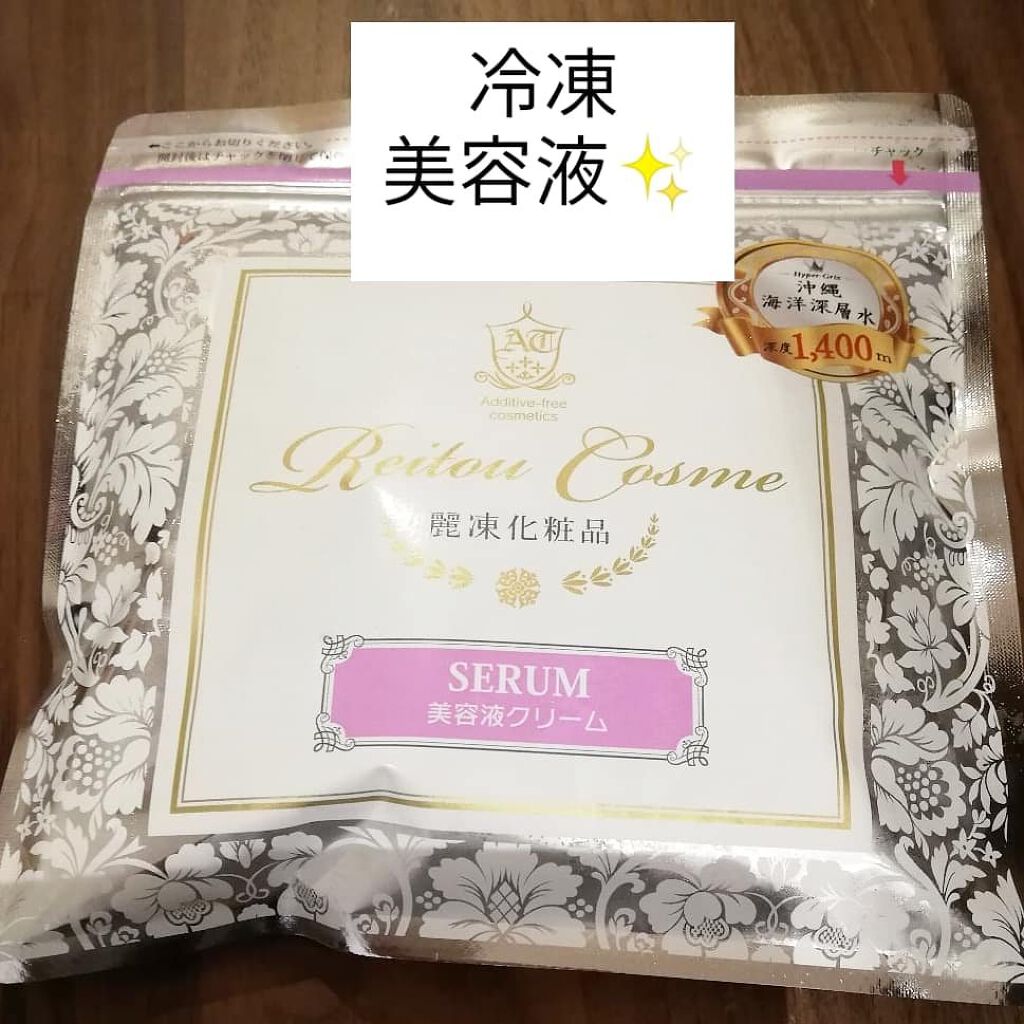 冷凍
美容液✨
←ここからお切りください。
チャック
Hyper Griz
沖縄
海洋深層水
深度1,400m
AT
Additive-free
cosmetics
Reitou Cosme
麗凍化粧品
SERUM
美容液クリーム